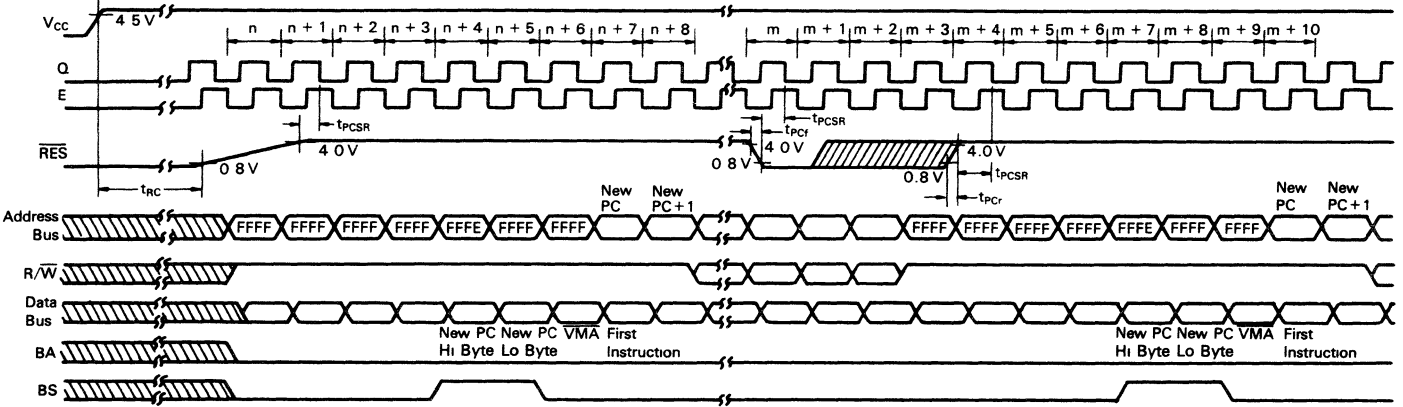 VCC
4 5 V
n n + 1 n + 2 n + 3 n + 4 n + 5 n + 6 n + 7 n + 8
m m + 1 m + 2 m + 3 m + 4 m + 5 m + 6 m + 7 m + 8 m + 9 m + 10
Q
E
tPCSR
tPCSR
tPCf
RES
4 0 V
0 8 V
4 0 V
0 8 V
4.0 V
0.8 V
tPCSR
tRC
tPCr
New PC
New PC + 1
New PC
New PC + 1
Address Bus
FFFF FFFF FFFF FFFF FFFE FFFF FFFF
FFFF FFFF FFFF FFFF FFFE FFFF FFFF
R/W
Data Bus
New PC Hi Byte
New PC Lo Byte
VMA
First Instruction
New PC Hi Byte
New PC Lo Byte
VMA
First Instruction
BA
BS